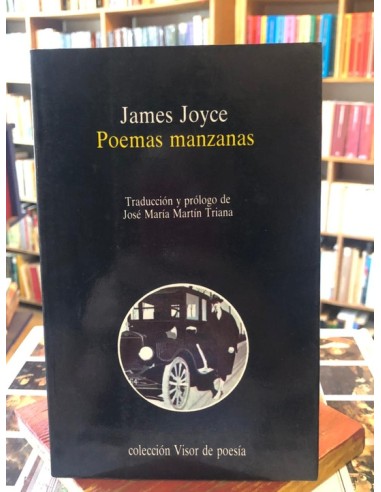 James Joyce
Poemas manzanas
Traducción y prólogo de
José María Martín Triana
colección Visor de poesía